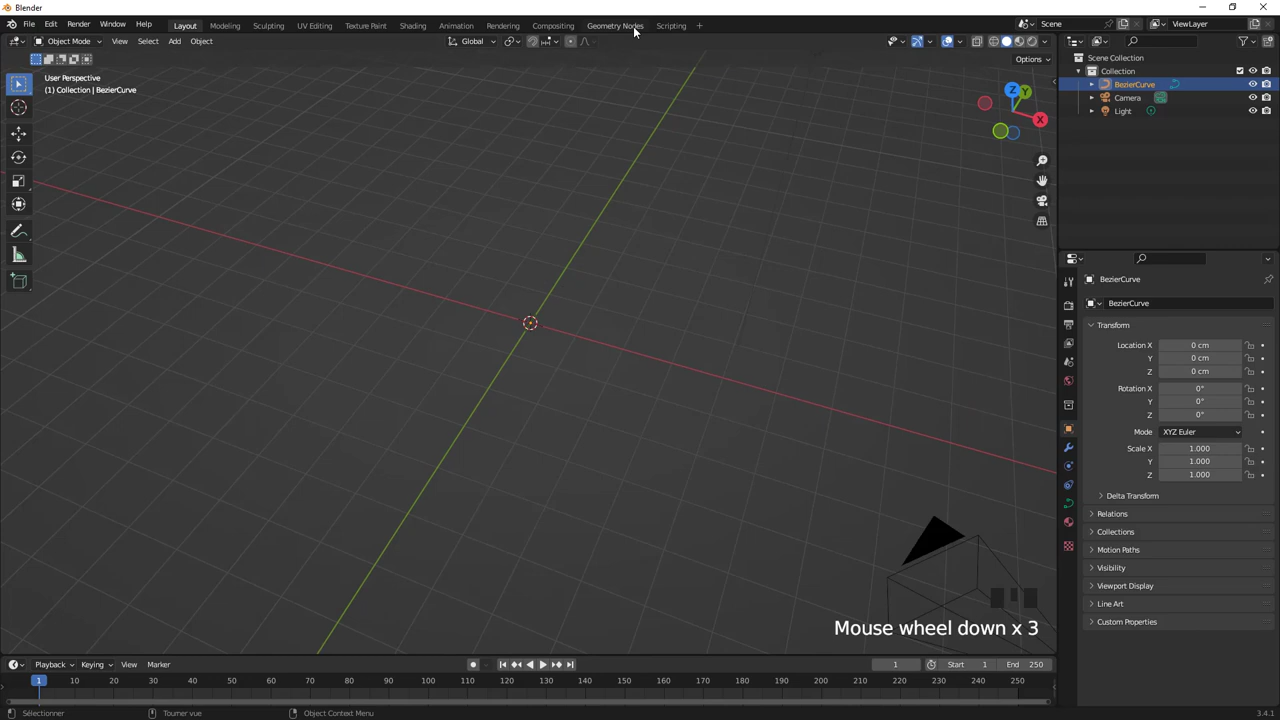 Blender
File Edit Render Window Help Layout Modeling Sculpting UV Editing Texture Paint Shading Animation Rendering Compositing Geometry Nodes Scripting + Scene ViewLayer
Object Mode View Select Add Object Global
Options
User Perspective
(1) Collection | BezierCurve
Z
Y
X
Scene Collection
Collection
BezierCurve
Camera
Light
BezierCurve
BezierCurve
Transform
Location X 0 cm
Y 0 cm
Z 0 cm
Rotation X 0°
Y 0°
Z 0°
Mode XYZ Euler
Scale X 1.000
Y 1.000
Z 1.000
Delta Transform
Relations
Collections
Motion Paths
Visibility
Viewport Display
Line Art
Custom Properties
Mouse wheel down x 3
Playback Keying View Marker 1 Start 1 End 250
1 10 20 30 40 50 60 70 80 90 100 110 120 130 140 150 160 170 180 190 200 210 220 230 240 250
Sélectionner Tourner vue Object Context Menu 3.4.1